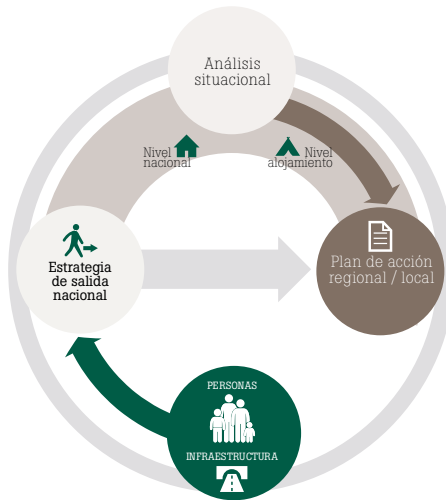 Análisis
situacional
Nivel
nacional
Nivel
alojamiento
Estrategia
de salida
nacional
Plan de acción
regional / local
PERSONAS
INFRAESTRUCTURA